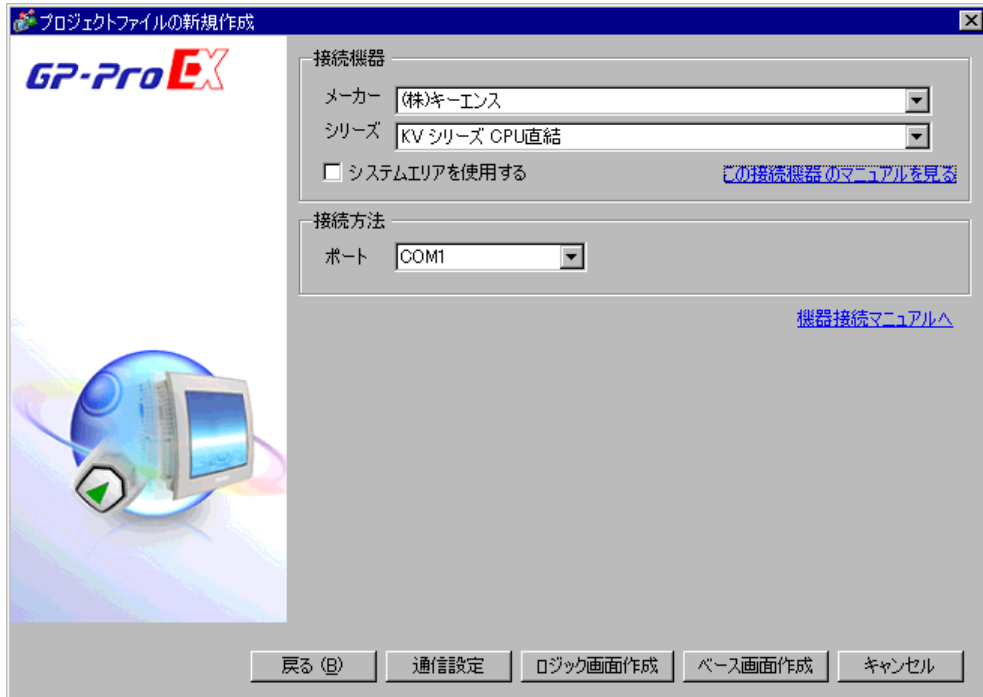 プロジェクトファイルの新規作成
GP-Pro EX
接続機器
メーカー (株)キーエンス
シリーズ KV シリーズ CPU直結
システムエリアを使用する この接続機器のマニュアルを見る
接続方法
ポート COM1
機器接続マニュアルへ
戻る (B) 通信設定 ロジック画面作成 ベース画面作成 キャンセル